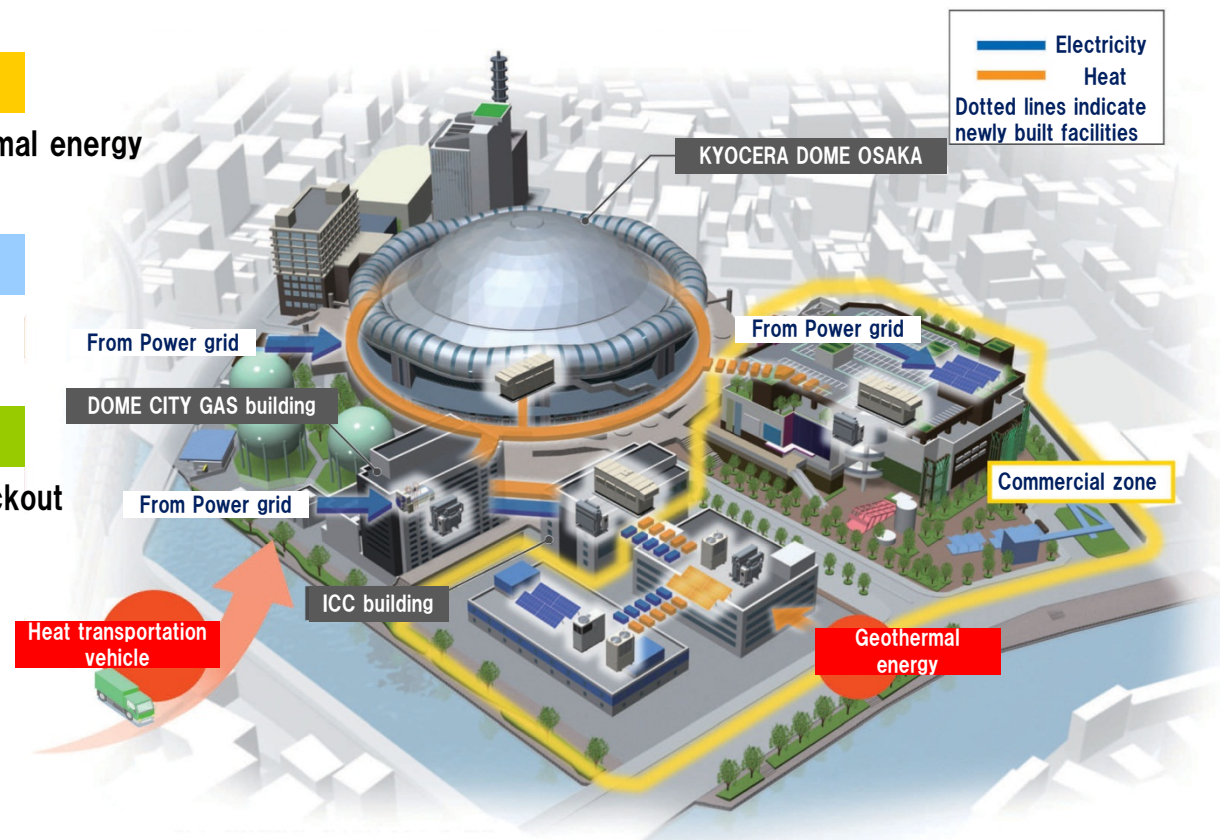 Electricity
Heat
Dotted lines indicate
newly built facilities
mal energy
KYOCERA DOME OSAKA
From Power grid
From Power grid
DOME CITY GAS building
Commercial zone
ckout
From Power grid
ICC building
Heat transportation
vehicle
Geothermal
energy